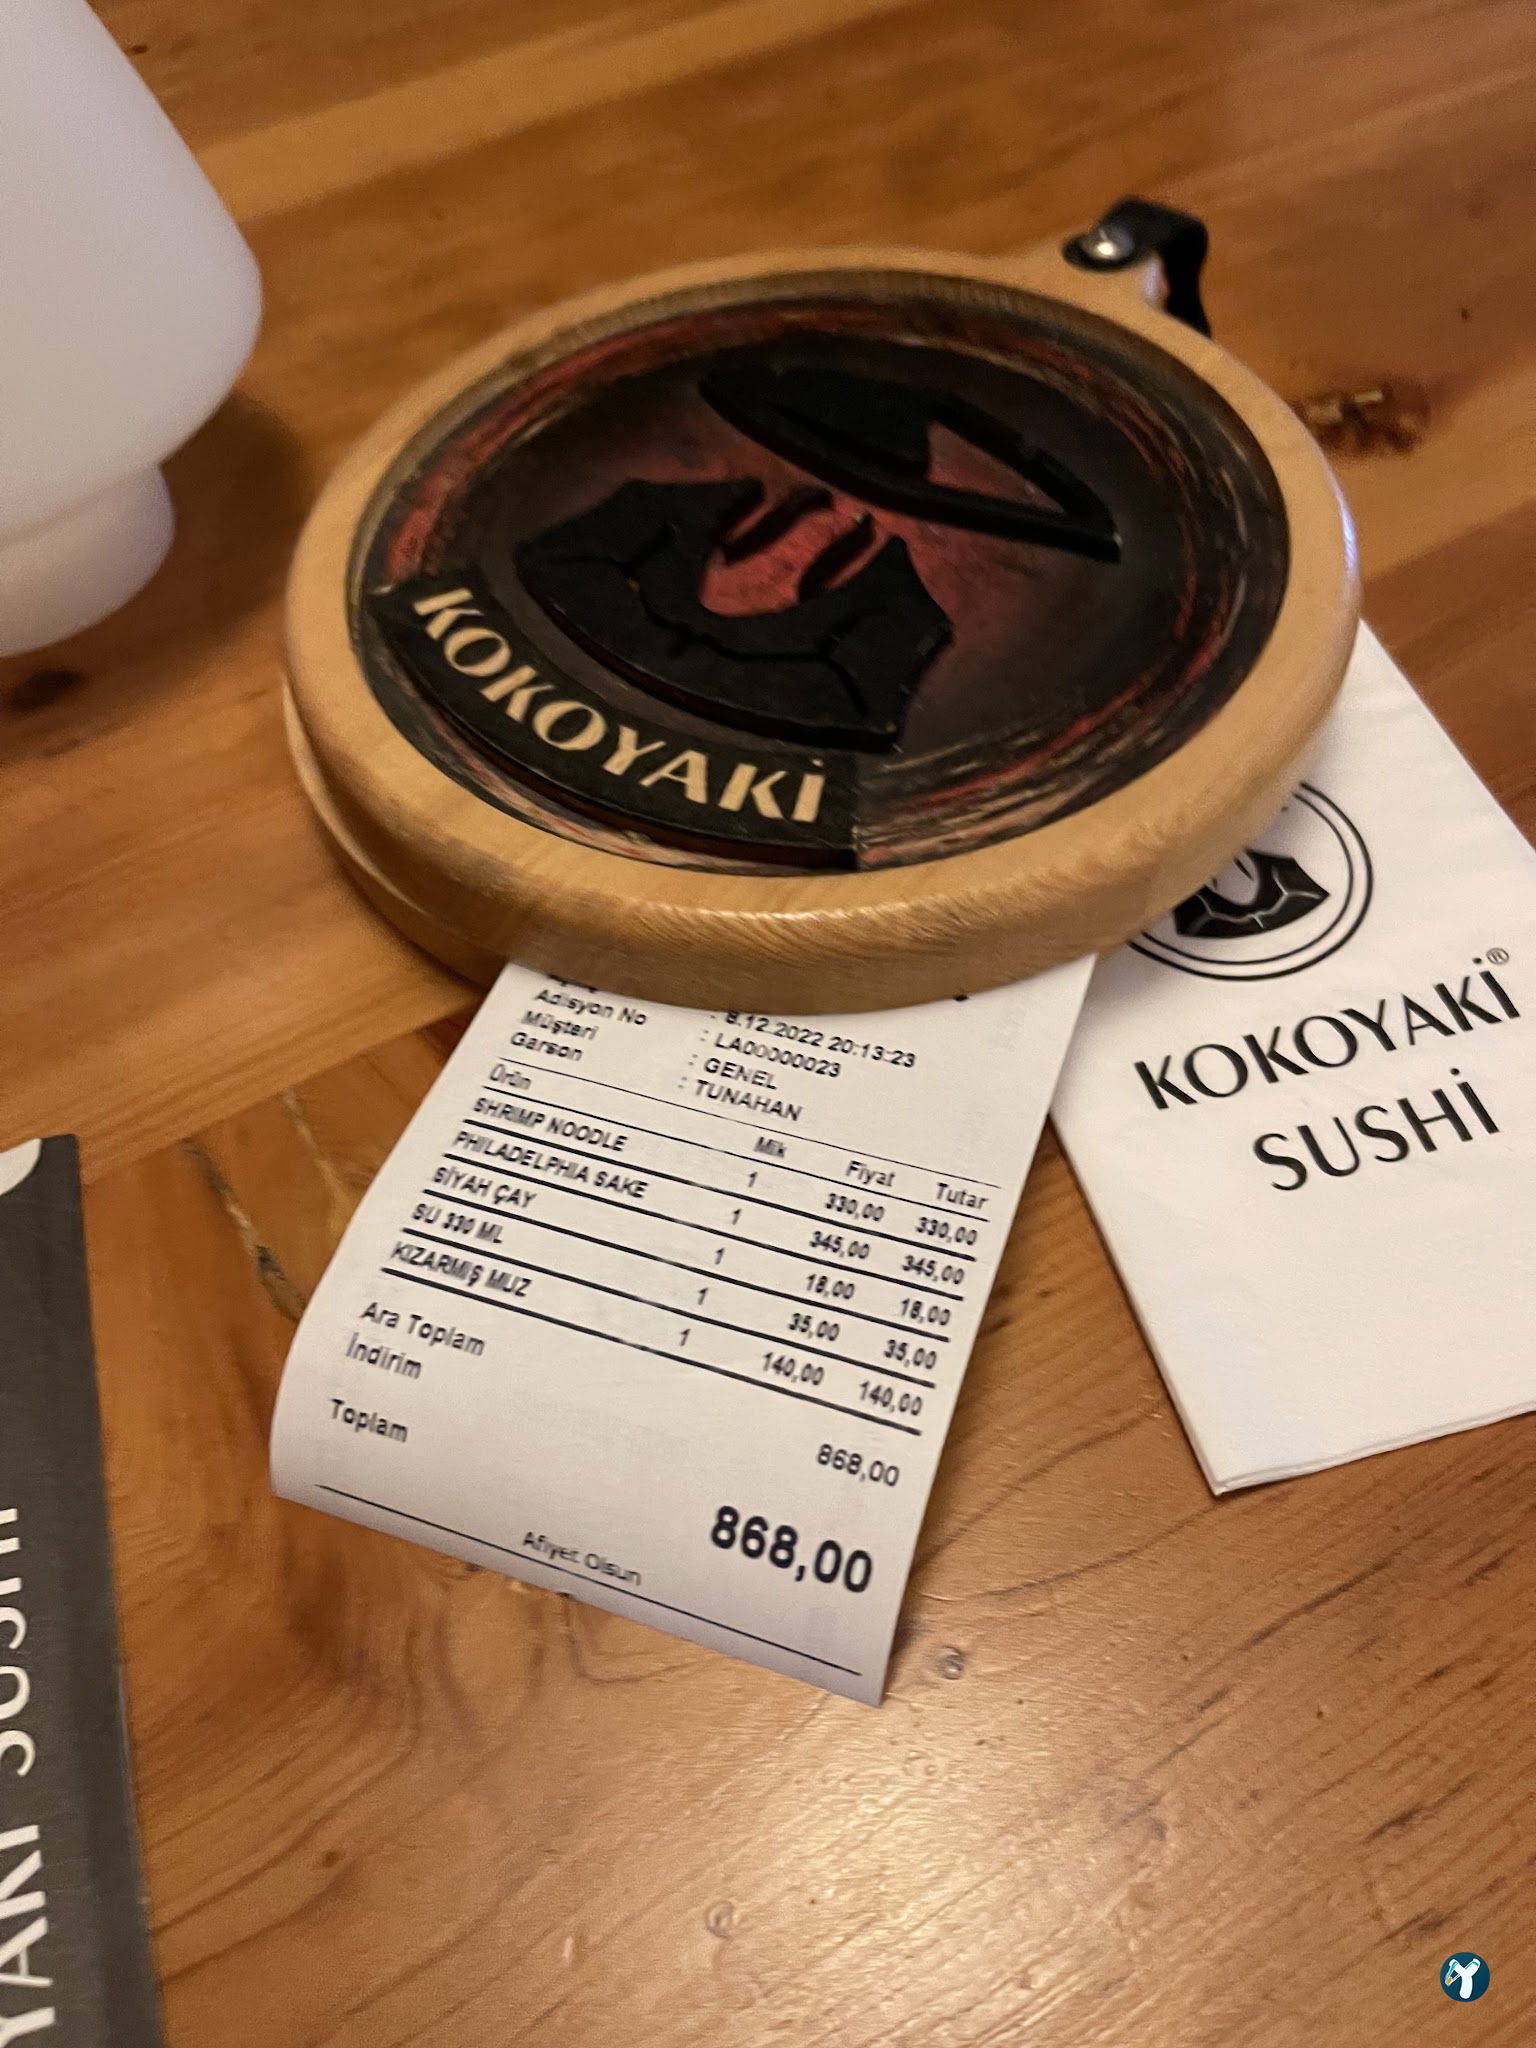 KOKOYAKİ
8.12.2022 20:13:23
Adisyon No : LA00000023
Müşteri : GENEL
Garson : TUNAHAN
Ürün Mik Fiyat Tutar
SHRIMP NOODLE 1 330,00 330,00
PHILADELPHIA SAKE 1 345,00 345,00
SİYAH ÇAY 1 18,00 18,00
SU 330 ML 1 35,00 35,00
KIZARMIŞ MUZ 1 140,00 140,00
Ara Toplam 868,00
İndirim
Toplam 868,00
Afiyet Olsun
KOKOYAKİ®
SUSHİ
YAKİ SUSHİ